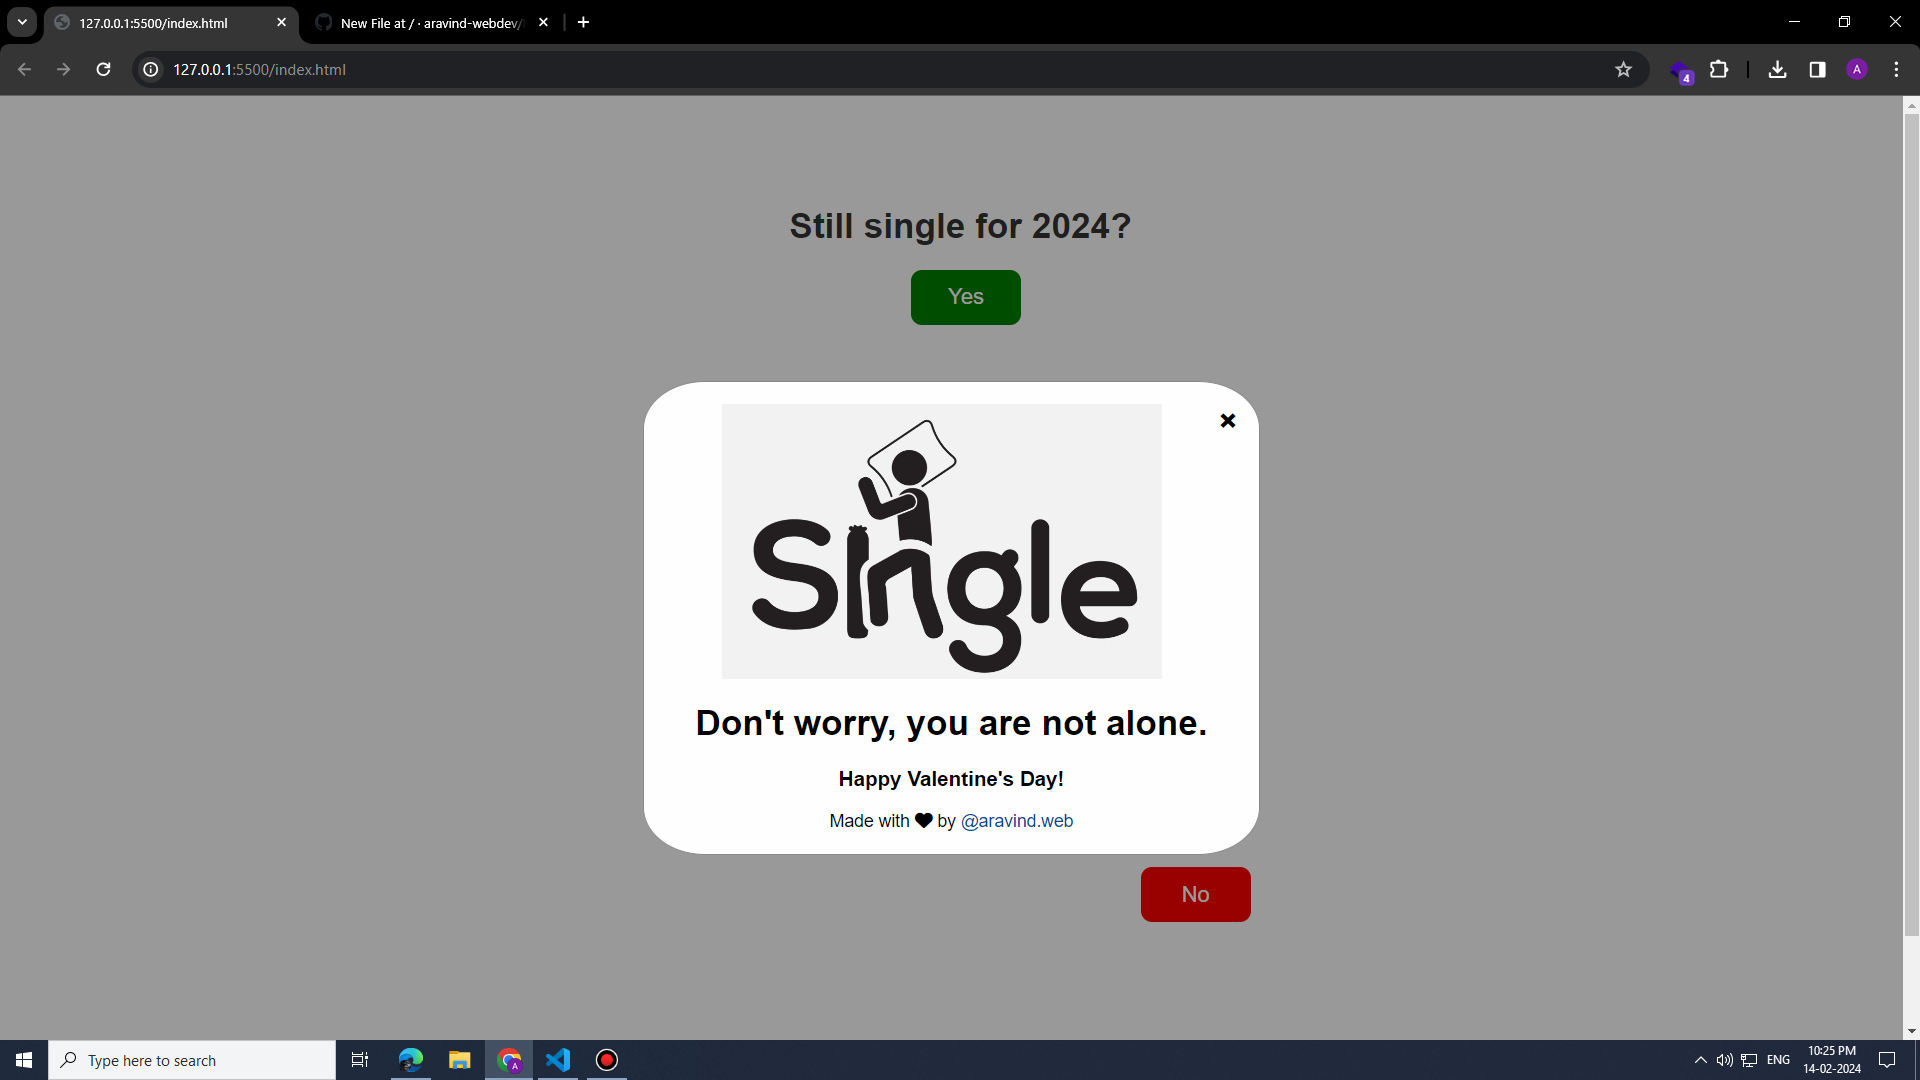 127.0.0.1:5500/index.html
New File at / · aravind-webdev/
127.0.0.1:5500/index.html
4
A
Still single for 2024?
Yes
Single
Don't worry, you are not alone.
Happy Valentine's Day!
Made with by @aravind.web
No
Type here to search
A
ENG
10:25 PM
14-02-2024